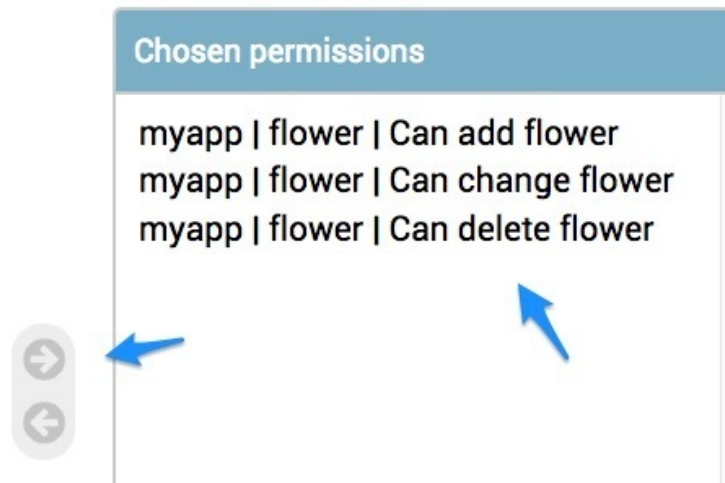 Chosen permissions
myapp | flower | Can add flower
myapp | flower | Can change flower
myapp | flower | Can delete flower